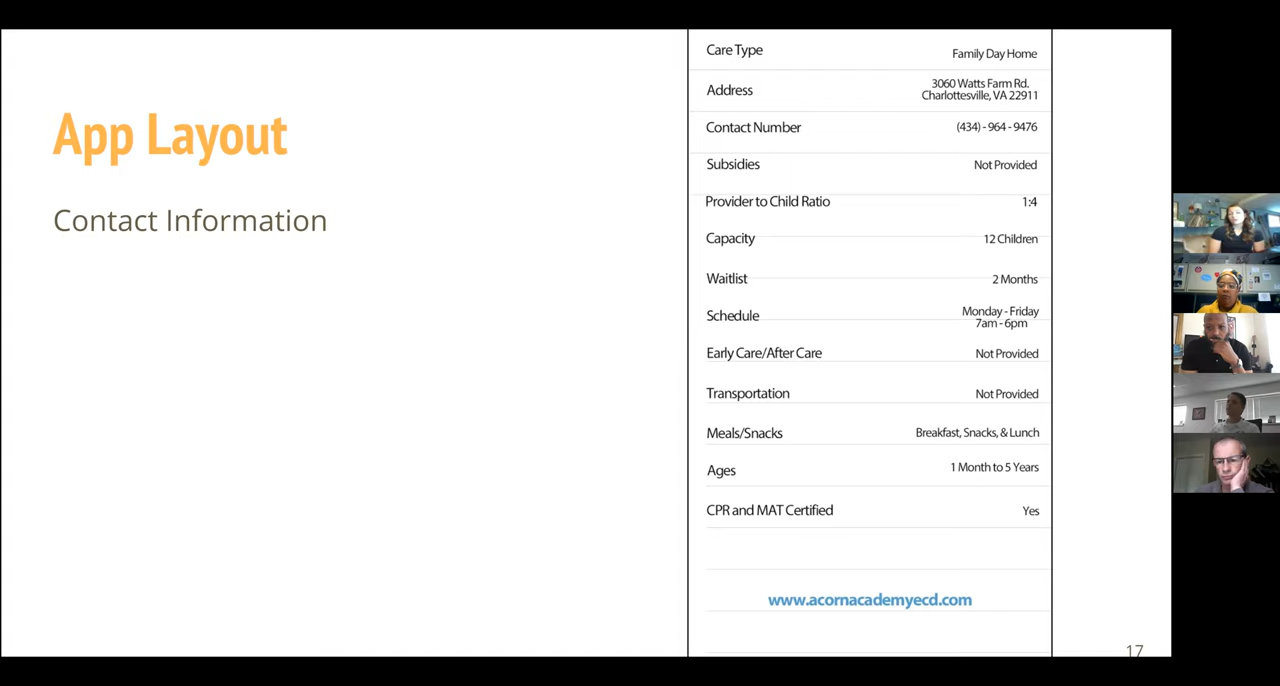 App Layout
Contact Information
Care Type Family Day Home
Address 3060 Watts Farm Rd.
Charlottesville, VA 22911
Contact Number (434) - 964 - 9476
Subsidies Not Provided
Provider to Child Ratio 1:4
Capacity 12 Children
Waitlist 2 Months
Schedule Monday - Friday
7am - 6pm
Early Care/After Care Not Provided
Transportation Not Provided
Meals/Snacks Breakfast, Snacks, & Lunch
Ages 1 Month to 5 Years
CPR and MAT Certified Yes
www.acornacademyecd.com
17